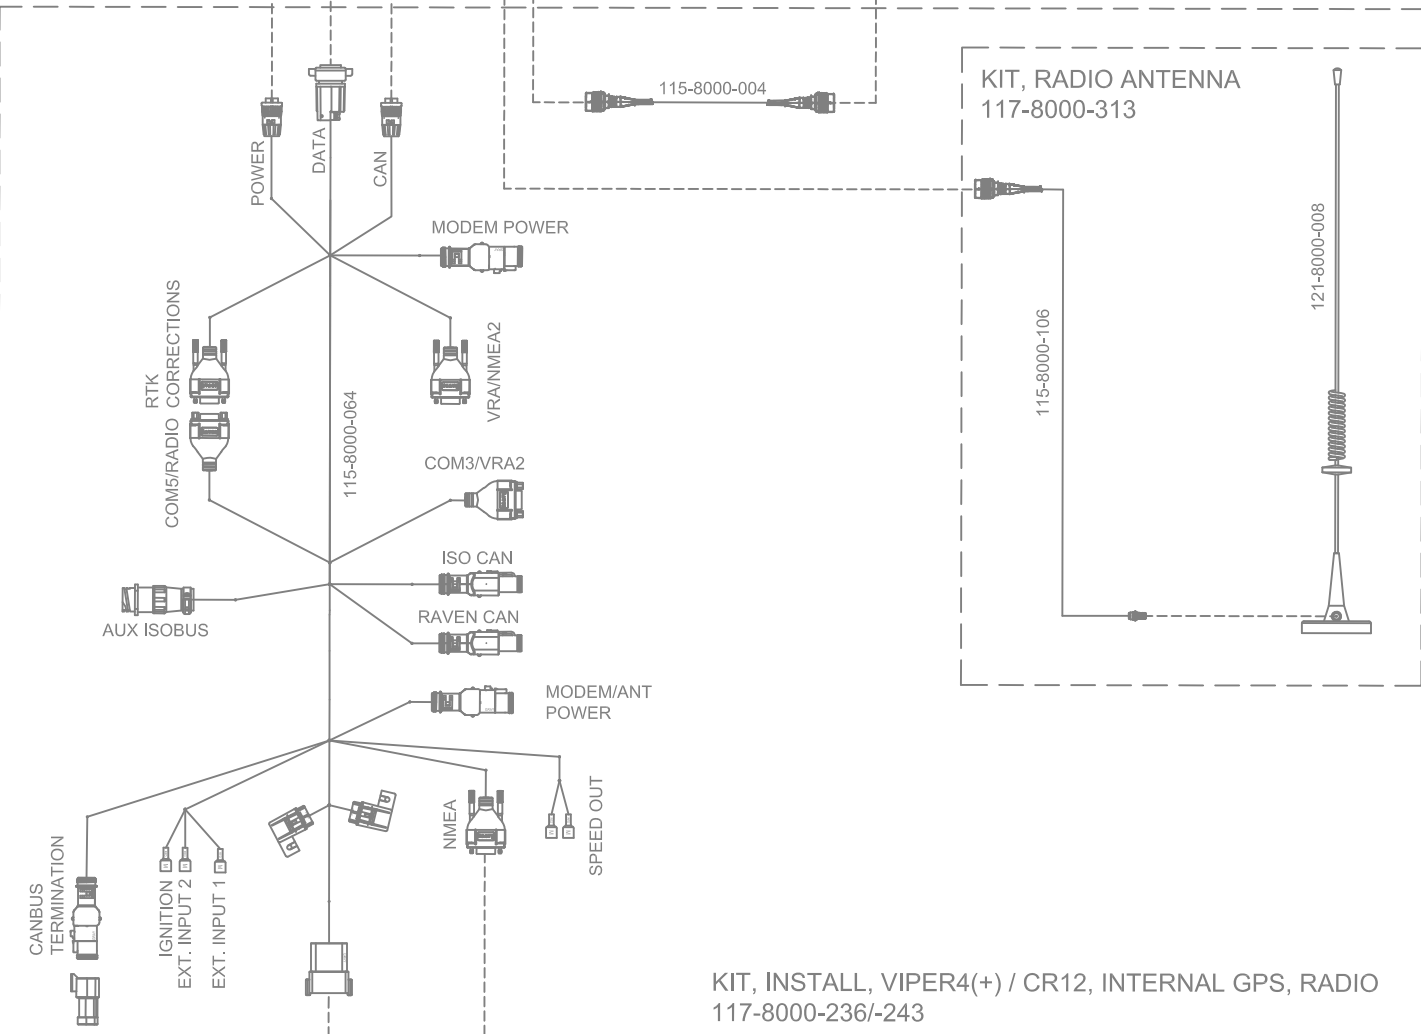 115-8000-004
KIT, RADIO ANTENNA
117-8000-313
POWER
DATA
CAN
MODEM POWER
121-8000-008
115-8000-106
RTK
CORRECTIONS
VRA/NMEA2
COM5/RADIO
115-8000-064
COM3/VRA2
ISO CAN
AUX ISOBUS
RAVEN CAN
MODEM/ANT
POWER
NMEA
SPEED OUT
CANBUS
TERMINATION
IGNITION
EXT. INPUT 2
EXT. INPUT 1
KIT, INSTALL, VIPER4(+) / CR12, INTERNAL GPS, RADIO
117-8000-236/-243